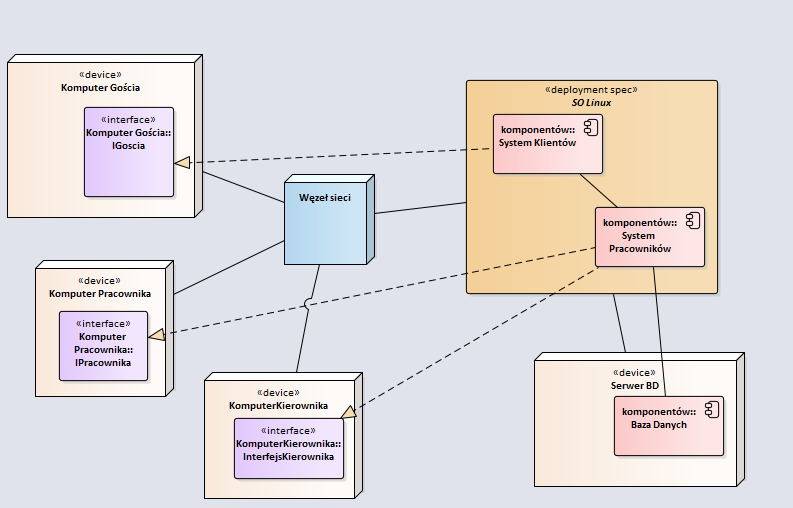 «device»
Komputer Gościa
«interface»
Komputer Gościa::
IGoscia
«deployment spec»
SO Linux
komponentów::
System Klientów
Węzeł sieci
komponentów::
System
Pracowników
«device»
Komputer Pracownika
«interface»
Komputer
Pracownika::
IPracownika
«device»
KomputerKierownika
«interface»
KomputerKierownika::
InterfejsKierownika
«device»
Serwer BD
komponentów::
Baza Danych